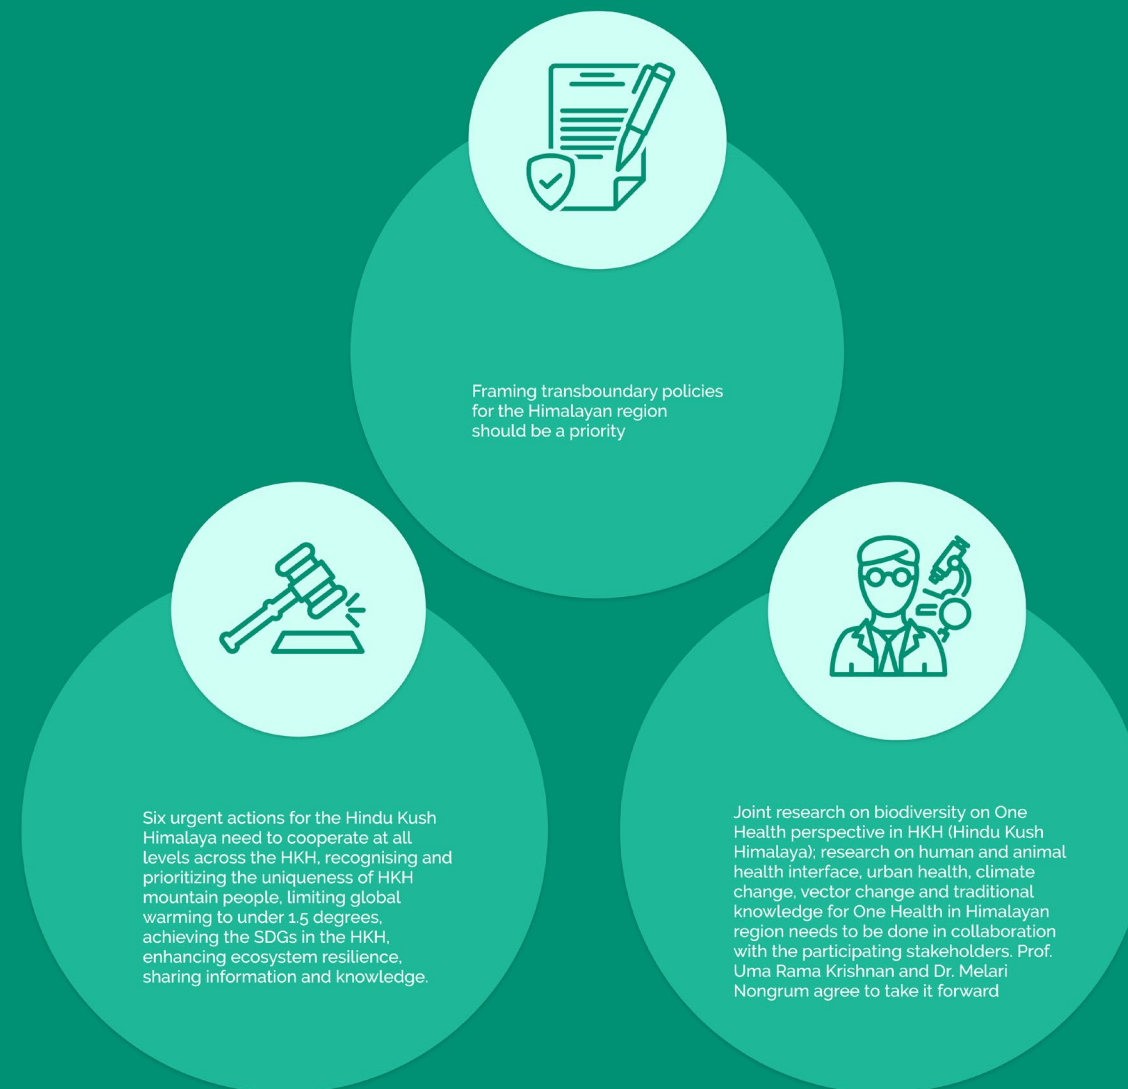 Framing transboundary policies
for the Himalayan region
should be a priority
Six urgent actions for the Hindu Kush
Himalaya need to cooperate at all
levels across the HKH, recognising and
prioritizing the uniqueness of HKH
mountain people, limiting global
warming to under 1.5 degrees,
achieving the SDGs in the HKH,
enhancing ecosystem resilience,
sharing information and knowledge.
Joint research on biodiversity on One
Health perspective in HKH (Hindu Kush
Himalaya); research on human and animal
health interface, urban health, climate
change, vector change and traditional
knowledge for One Health in Himalayan
region needs to be done in collaboration
with the participating stakeholders. Prof.
Uma Rama Krishnan and Dr. Melari
Nongrum agree to take it forward